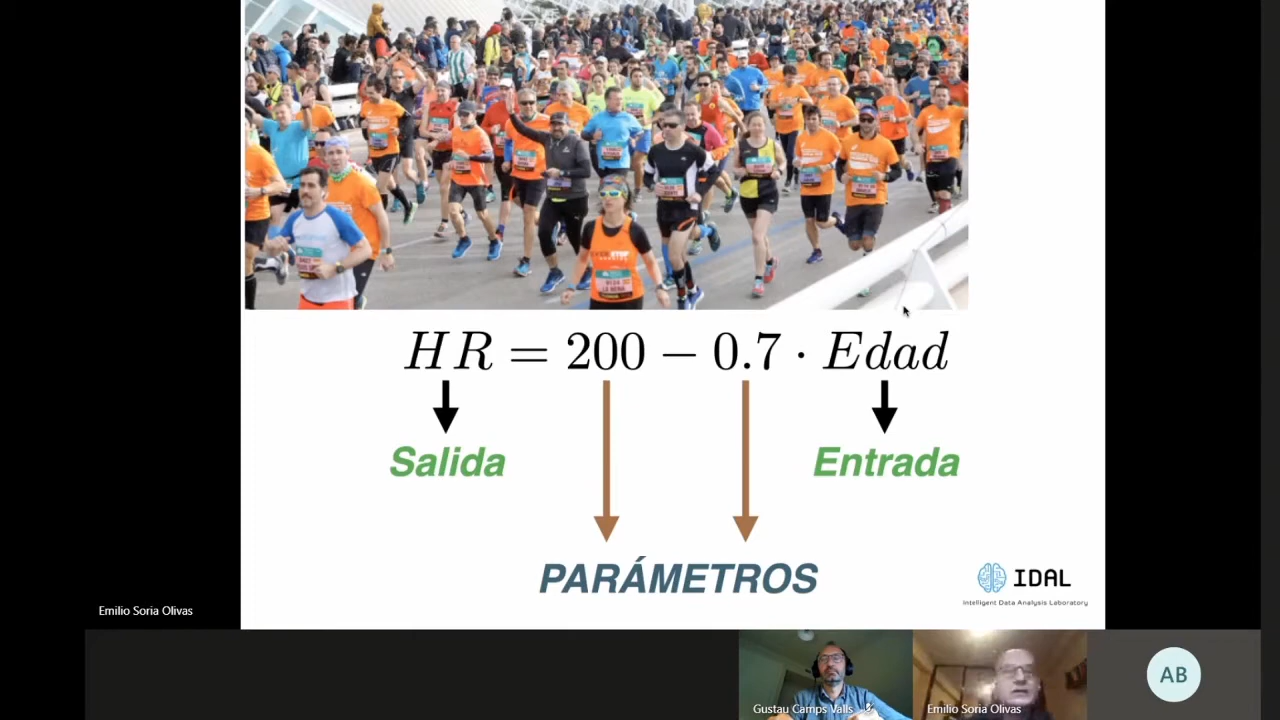 HR = 200 − 0.7 · Edad
Salida
Entrada
PARÁMETROS
IDAL
Intelligent Data Analysis Laboratory
Emilio Soria Olivas
Gustau Camps Valls
Emilio Soria Olivas
AB